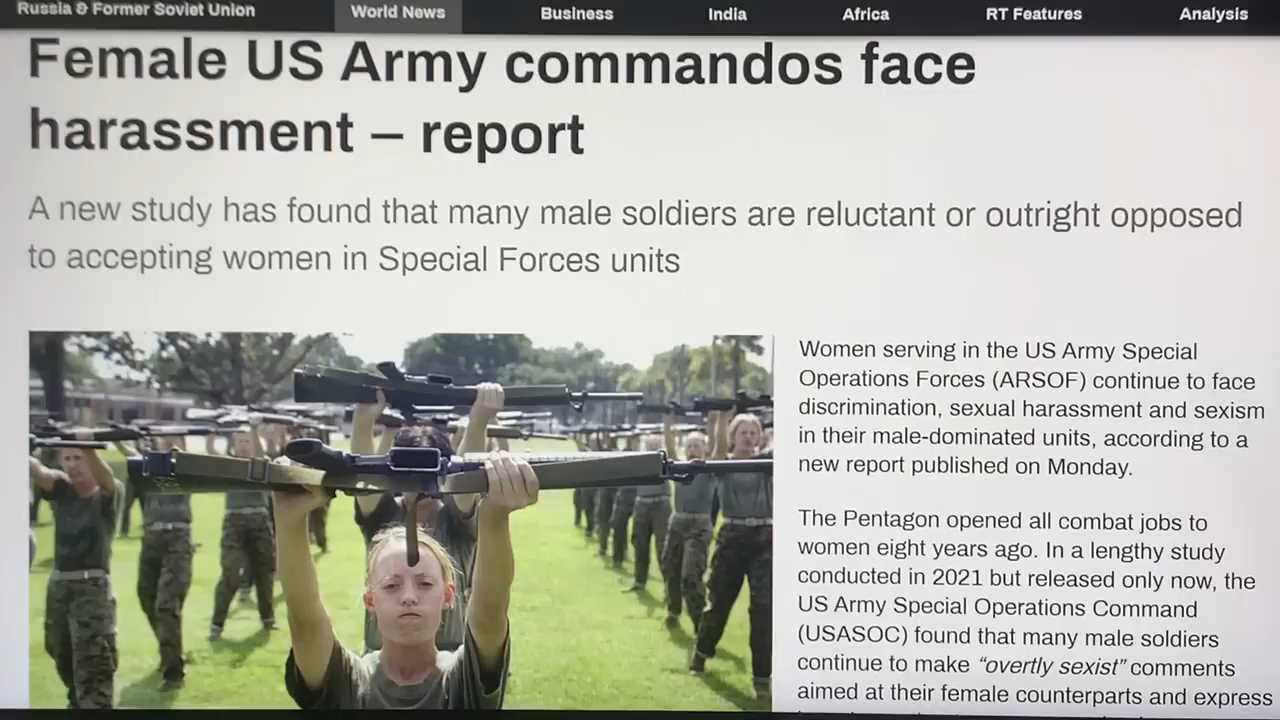 Russia & Former Soviet Union
World News
Business
India
Africa
RT Features
Analysis
Female US Army commandos face
harassment – report
A new study has found that many male soldiers are reluctant or outright opposed
to accepting women in Special Forces units
Women serving in the US Army Special
Operations Forces (ARSOF) continue to face
discrimination, sexual harassment and sexism
in their male-dominated units, according to a
new report published on Monday.
The Pentagon opened all combat jobs to
women eight years ago. In a lengthy study
conducted in 2021 but released only now, the
US Army Special Operations Command
(USASOC) found that many male soldiers
continue to make “overtly sexist” comments
aimed at their female counterparts and express